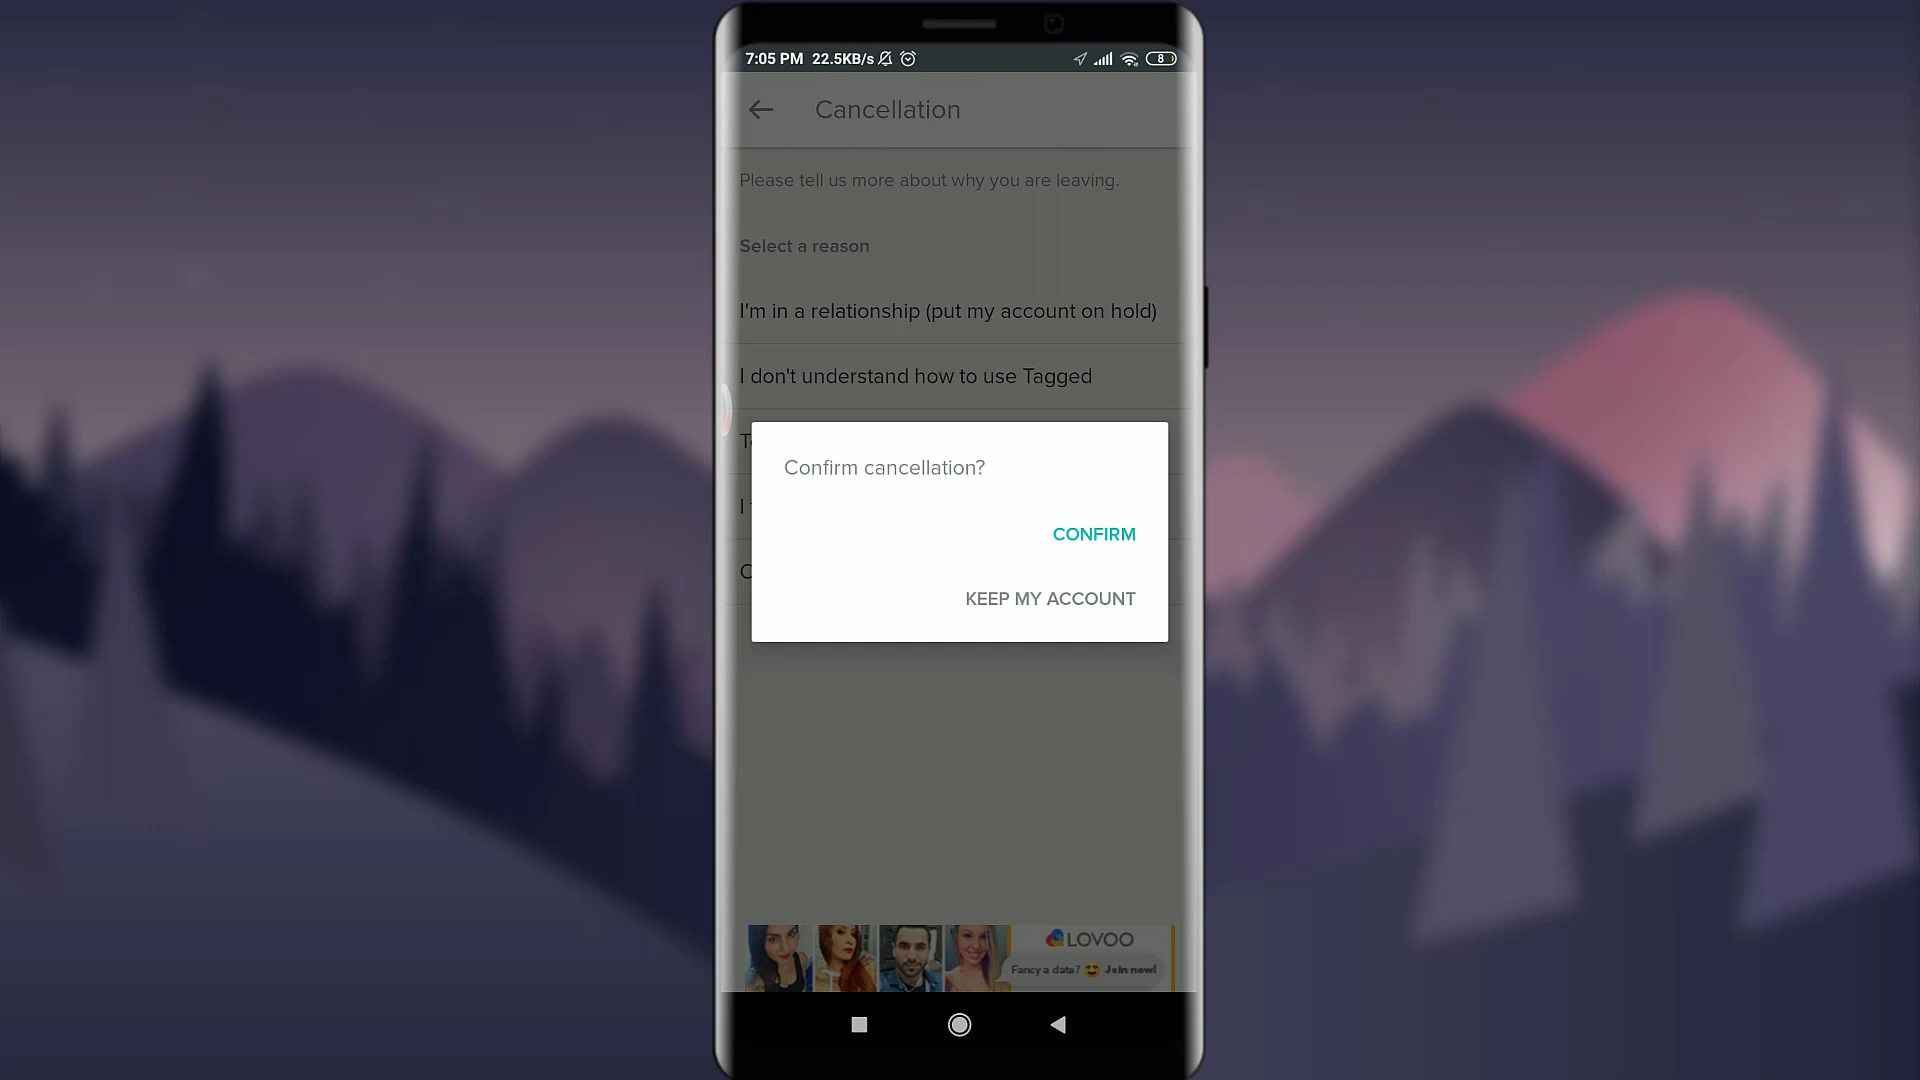 7:05 PM 22.5KB/s
8
Cancellation
Please tell us more about why you are leaving.
Select a reason
I'm in a relationship (put my account on hold)
I don't understand how to use Tagged
Confirm cancellation?
CONFIRM
KEEP MY ACCOUNT
LOVOO
Fancy a date? Join now!